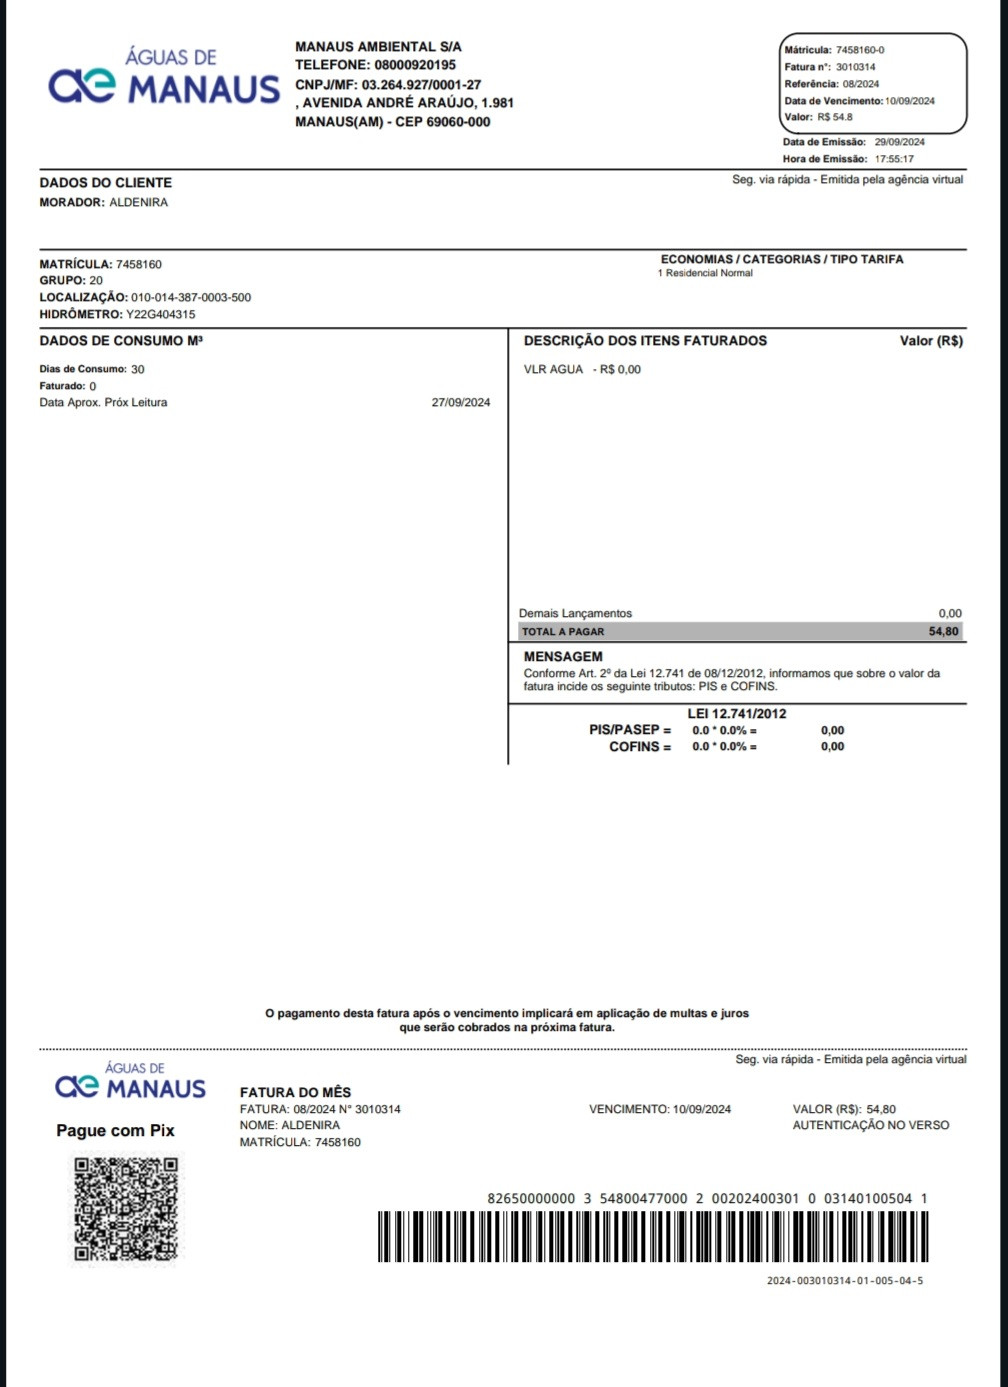 ÁGUAS DE
MANAUS
MANAUS AMBIENTAL S/A
TELEFONE: 08000920195
CNPJ/MF: 03.264.927/0001-27
, AVENIDA ANDRÉ ARAÚJO, 1.981
MANAUS(AM) - CEP 69060-000
Mátricula: 7458160-0
Fatura n°: 3010314
Referência: 08/2024
Data de Vencimento: 10/09/2024
Valor: R$ 54.8
Data de Emissão: 29/09/2024
Hora de Emissão: 17:55:17
Seg. via rápida - Emitida pela agência virtual
DADOS DO CLIENTE
MORADOR: ALDENIRA
MATRÍCULA: 7458160
GRUPO: 20
LOCALIZAÇÃO: 010-014-387-0003-500
HIDRÔMETRO: Y22G404315
ECONOMIAS / CATEGORIAS / TIPO TARIFA
1 Residencial Normal
DADOS DE CONSUMO M³
Dias de Consumo: 30
Faturado: 0
Data Aprox. Próx Leitura 27/09/2024
DESCRIÇÃO DOS ITENS FATURADOS Valor (R$)
VLR AGUA - R$ 0,00
Demais Lançamentos 0,00
TOTAL A PAGAR 54,80
MENSAGEM
Conforme Art. 2º da Lei 12.741 de 08/12/2012, informamos que sobre o valor da
fatura incide os seguinte tributos: PIS e COFINS.
LEI 12.741/2012
PIS/PASEP = 0.0 * 0.0% = 0,00
COFINS = 0.0 * 0.0% = 0,00
O pagamento desta fatura após o vencimento implicará em aplicação de multas e juros
que serão cobrados na próxima fatura.
Seg. via rápida - Emitida pela agência virtual
ÁGUAS DE
MANAUS
Pague com Pix
FATURA DO MÊS
FATURA: 08/2024 N° 3010314
NOME: ALDENIRA
MATRÍCULA: 7458160
VENCIMENTO: 10/09/2024
VALOR (R$): 54,80
AUTENTICAÇÃO NO VERSO
82650000000 3 54800477000 2 00202400301 0 03140100504 1
2024-003010314-01-005-04-5